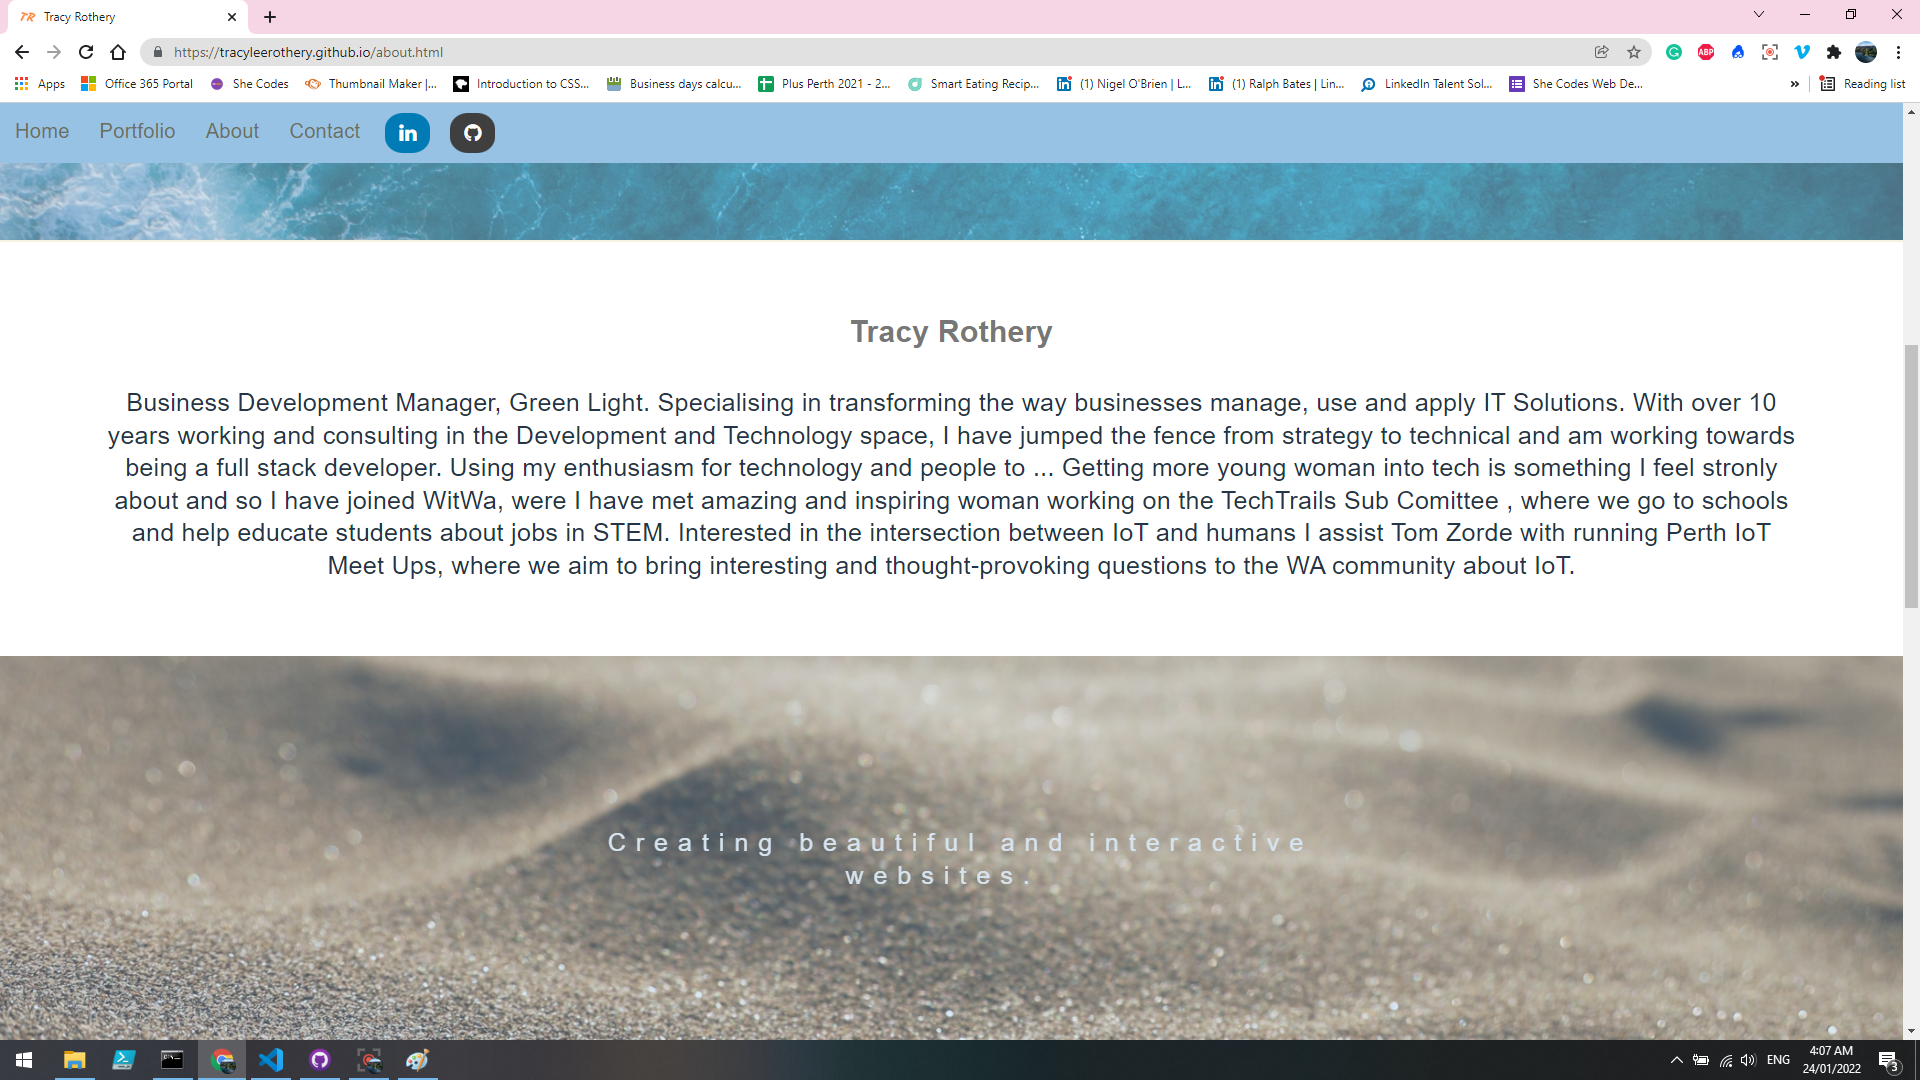 Tracy Rothery
https://tracyleerothery.github.io/about.html
Apps Office 365 Portal She Codes Thumbnail Maker |... Introduction to CSS... Business days calcu... Plus Perth 2021 - 2... Smart Eating Recip... (1) Nigel O'Brien | L... (1) Ralph Bates | Lin... LinkedIn Talent Sol... She Codes Web De... » Reading list
Home Portfolio About Contact
Tracy Rothery
Business Development Manager, Green Light. Specialising in transforming the way businesses manage, use and apply IT Solutions. With over 10
years working and consulting in the Development and Technology space, I have jumped the fence from strategy to technical and am working towards
being a full stack developer. Using my enthusiasm for technology and people to ... Getting more young woman into tech is something I feel stronly
about and so I have joined WitWa, were I have met amazing and inspiring woman working on the TechTrails Sub Comittee , where we go to schools
and help educate students about jobs in STEM. Interested in the intersection between IoT and humans I assist Tom Zorde with running Perth IoT
Meet Ups, where we aim to bring interesting and thought-provoking questions to the WA community about IoT.
Creating beautiful and interactive
websites.
ENG
4:07 AM
24/01/2022
3